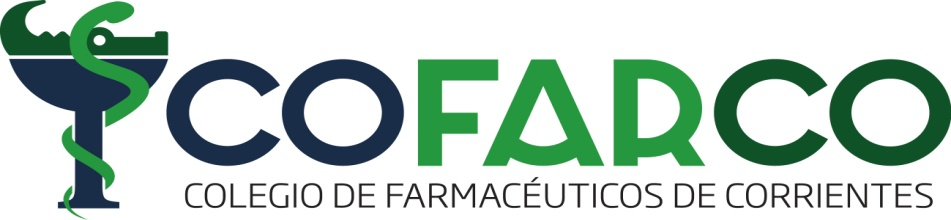 COFARCO
COLEGIO DE FARMACÉUTICOS DE CORRIENTES